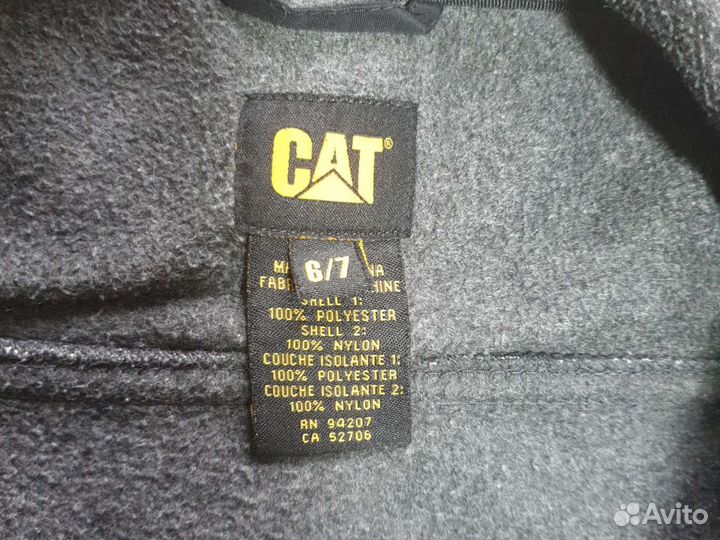 CAT®
6/7
SHELL 1:
100% POLYESTER
SHELL 2:
100% NYLON
COUCHE ISOLANTE 1:
100% POLYESTER
COUCHE ISOLANTE 2:
100% NYLON
RN 94207
CA 52706
Avito